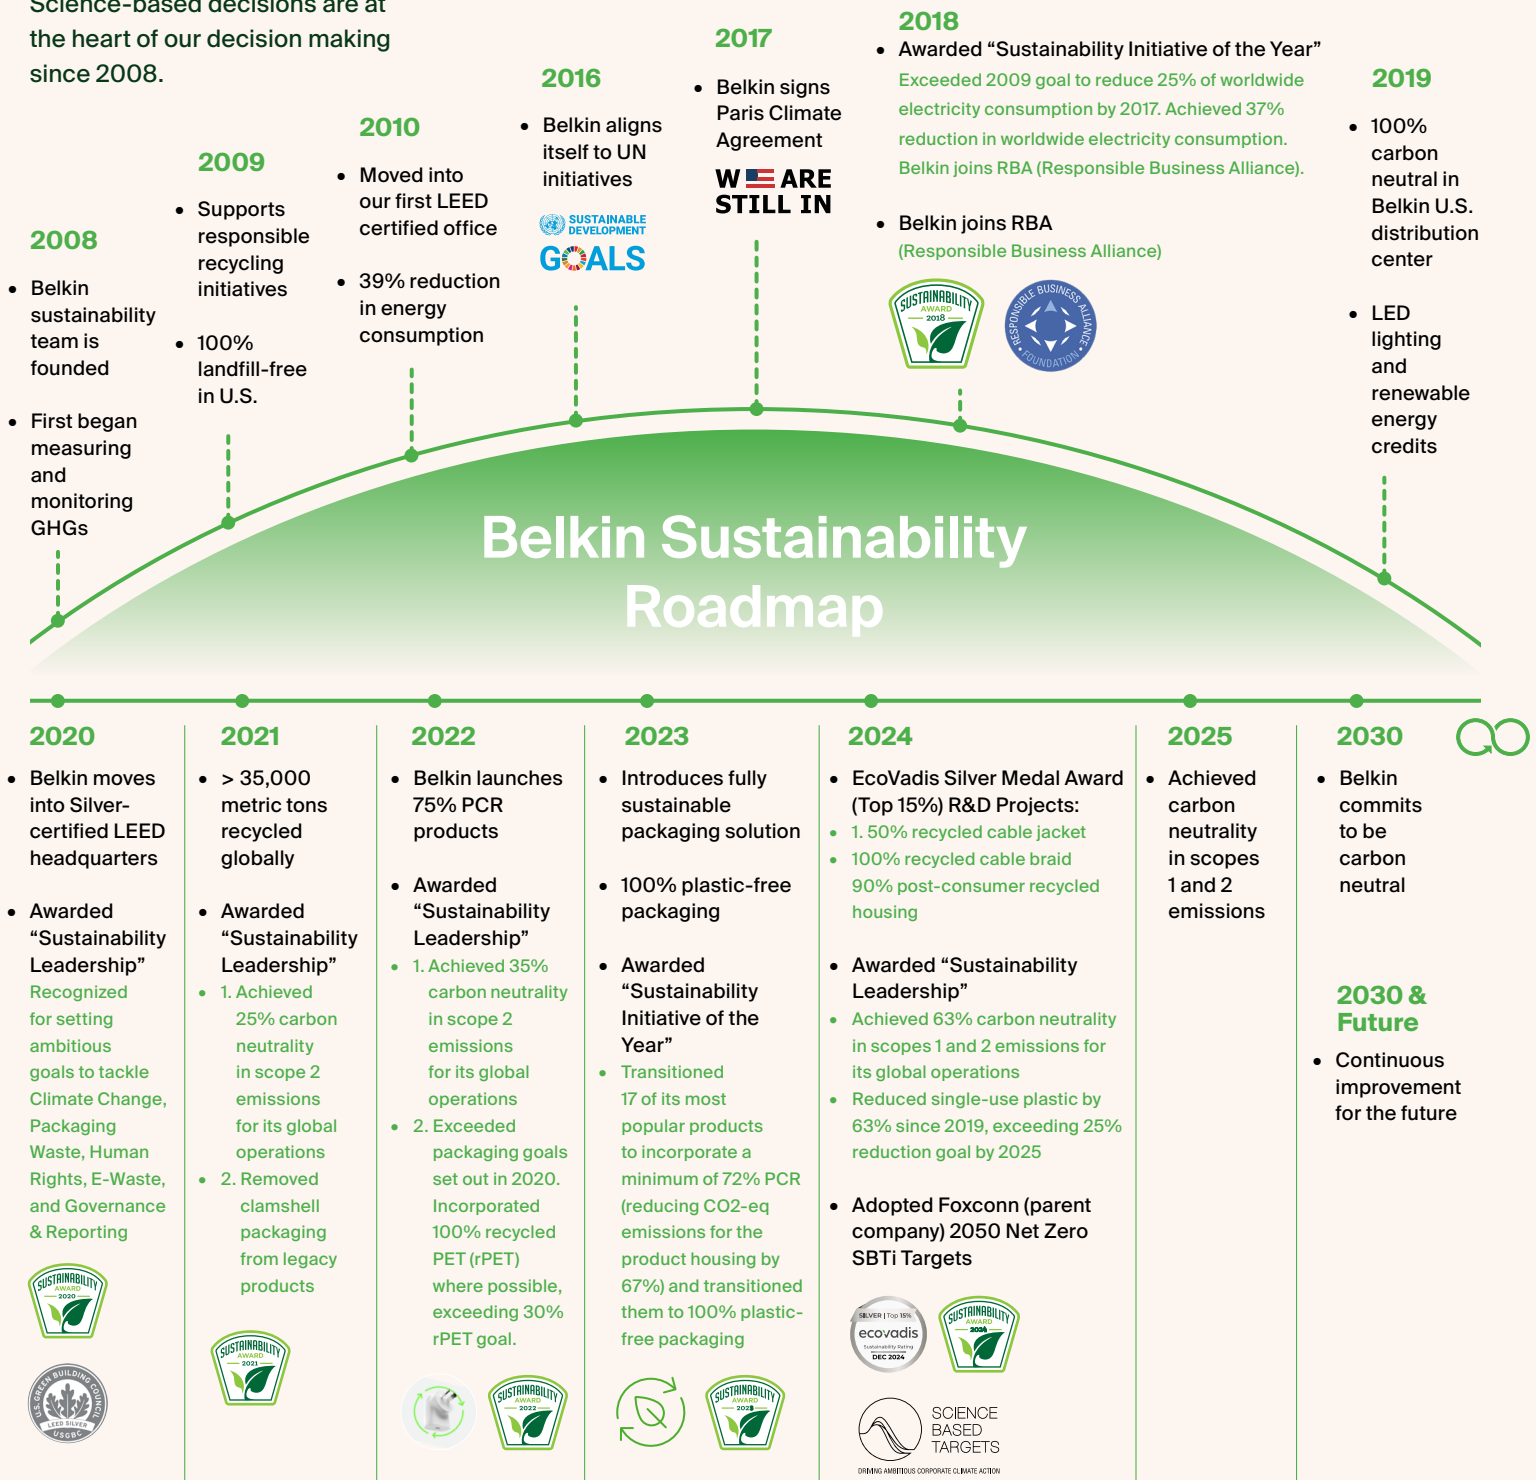 Science-based decisions are at
the heart of our decision making
since 2008.
2008
Belkin
sustainability
team is
founded
First began
measuring
and
monitoring
GHGs
2009
Supports
responsible
recycling
initiatives
100%
landfill-free
in U.S.
2010
Moved into
our first LEED
certified office
39% reduction
in energy
consumption
2016
Belkin aligns
itself to UN
initiatives
SUSTAINABLE
DEVELOPMENT
GOALS
2017
Belkin signs
Paris Climate
Agreement
W ARE
STILL IN
2018
Awarded “Sustainability Initiative of the Year”
Exceeded 2009 goal to reduce 25% of worldwide
electricity consumption by 2017. Achieved 37%
reduction in worldwide electricity consumption.
Belkin joins RBA (Responsible Business Alliance).
Belkin joins RBA
(Responsible Business Alliance)
SUSTAINABILITY
AWARD
2018
RESPONSIBLE BUSINESS ALLIANCE
• FOUNDATION •
2019
100%
carbon
neutral in
Belkin U.S.
distribution
center
LED
lighting
and
renewable
energy
credits
Belkin Sustainability
Roadmap
2020
Belkin moves
into Silver-
certified LEED
headquarters
Awarded
“Sustainability
Leadership”
Recognized
for setting
ambitious
goals to tackle
Climate Change,
Packaging
Waste, Human
Rights, E-Waste,
and Governance
& Reporting
SUSTAINABILITY
AWARD
2020
U.S. GREEN BUILDING COUNCIL
LEED SILVER
USGBC
2021
> 35,000
metric tons
recycled
globally
Awarded
“Sustainability
Leadership”
1. Achieved
25% carbon
neutrality
in scope 2
emissions
for its global
operations
2. Removed
clamshell
packaging
from legacy
products
SUSTAINABILITY
AWARD
2021
2022
Belkin launches
75% PCR
products
Awarded
“Sustainability
Leadership”
1. Achieved 35%
carbon neutrality
in scope 2
emissions
for its global
operations
2. Exceeded
packaging goals
set out in 2020.
Incorporated
100% recycled
PET (rPET)
where possible,
exceeding 30%
rPET goal.
SUSTAINABILITY
AWARD
2022
2023
Introduces fully
sustainable
packaging solution
100% plastic-free
packaging
Awarded
“Sustainability
Initiative of the
Year”
Transitioned
17 of its most
popular products
to incorporate a
minimum of 72% PCR
(reducing CO2-eq
emissions for the
product housing by
67%) and transitioned
them to 100% plastic-
free packaging
SUSTAINABILITY
AWARD
2023
2024
EcoVadis Silver Medal Award
(Top 15%) R&D Projects:
1. 50% recycled cable jacket
100% recycled cable braid
90% post-consumer recycled
housing
Awarded “Sustainability
Leadership”
Achieved 63% carbon neutrality
in scopes 1 and 2 emissions for
its global operations
Reduced single-use plastic by
63% since 2019, exceeding 25%
reduction goal by 2025
Adopted Foxconn (parent
company) 2050 Net Zero
SBTi Targets
SILVER | Top 15%
ecovadis
Sustainability Rating
DEC 2024
SUSTAINABILITY
AWARD
2024
SCIENCE
BASED
TARGETS
DRIVING AMBITIOUS CORPORATE CLIMATE ACTION
2025
Achieved
carbon
neutrality
in scopes
1 and 2
emissions
2030
Belkin
commits
to be
carbon
neutral
2030 &
Future
Continuous
improvement
for the future